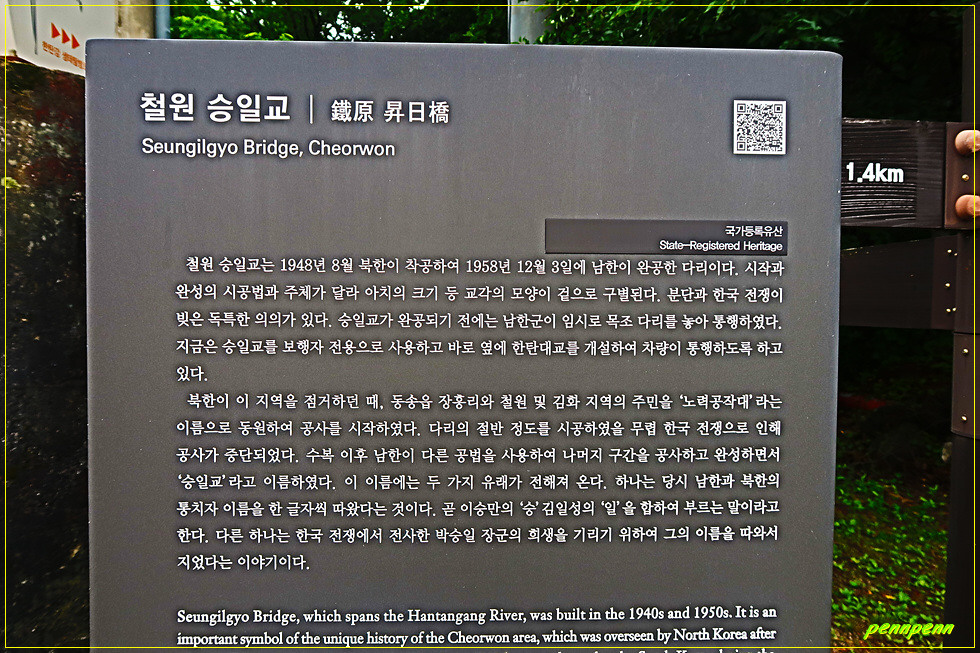 철원 승일교 | 鐵原 昇日橋
Seungilgyo Bridge, Cheorwon
1.4km
국가등록유산
State-Registered Heritage
철원 승일교는 1948년 8월 북한이 착공하여 1958년 12월 3일에 남한이 완공한 다리이다. 시작과
완성의 시공법과 주체가 달라 아치의 크기 등 교각의 모양이 겉으로 구별된다. 분단과 한국 전쟁이
빚은 독특한 의의가 있다. 승일교가 완공되기 전에는 남한군이 임시로 목조 다리를 놓아 통행하였다.
지금은 승일교를 보행자 전용으로 사용하고 바로 옆에 한탄대교를 개설하여 차량이 통행하도록 하고
있다.
북한이 이 지역을 점거하던 때, 동송읍 장흥리와 철원 및 김화 지역의 주민을 ‘노력공작대’라는
이름으로 동원하여 공사를 시작하였다. 다리의 절반 정도를 시공하였을 무렵 한국 전쟁으로 인해
공사가 중단되었다. 수복 이후 남한이 다른 공법을 사용하여 나머지 구간을 공사하고 완성하면서
‘승일교’라고 이름하였다. 이 이름에는 두 가지 유래가 전해져 온다. 하나는 당시 남한과 북한의
통치자 이름을 한 글자씩 따왔다는 것이다. 곧 이승만의 ‘승’ 김일성의 ‘일’을 합하여 부르는 말이라고
한다. 다른 하나는 한국 전쟁에서 전사한 박승일 장군의 희생을 기리기 위하여 그의 이름을 따와서
지었다는 이야기이다.
Seungilgyo Bridge, which spans the Hantangang River, was built in the 1940s and 1950s. It is an
important symbol of the unique history of the Cheorwon area, which was overseen by North Korea after
pennpenn